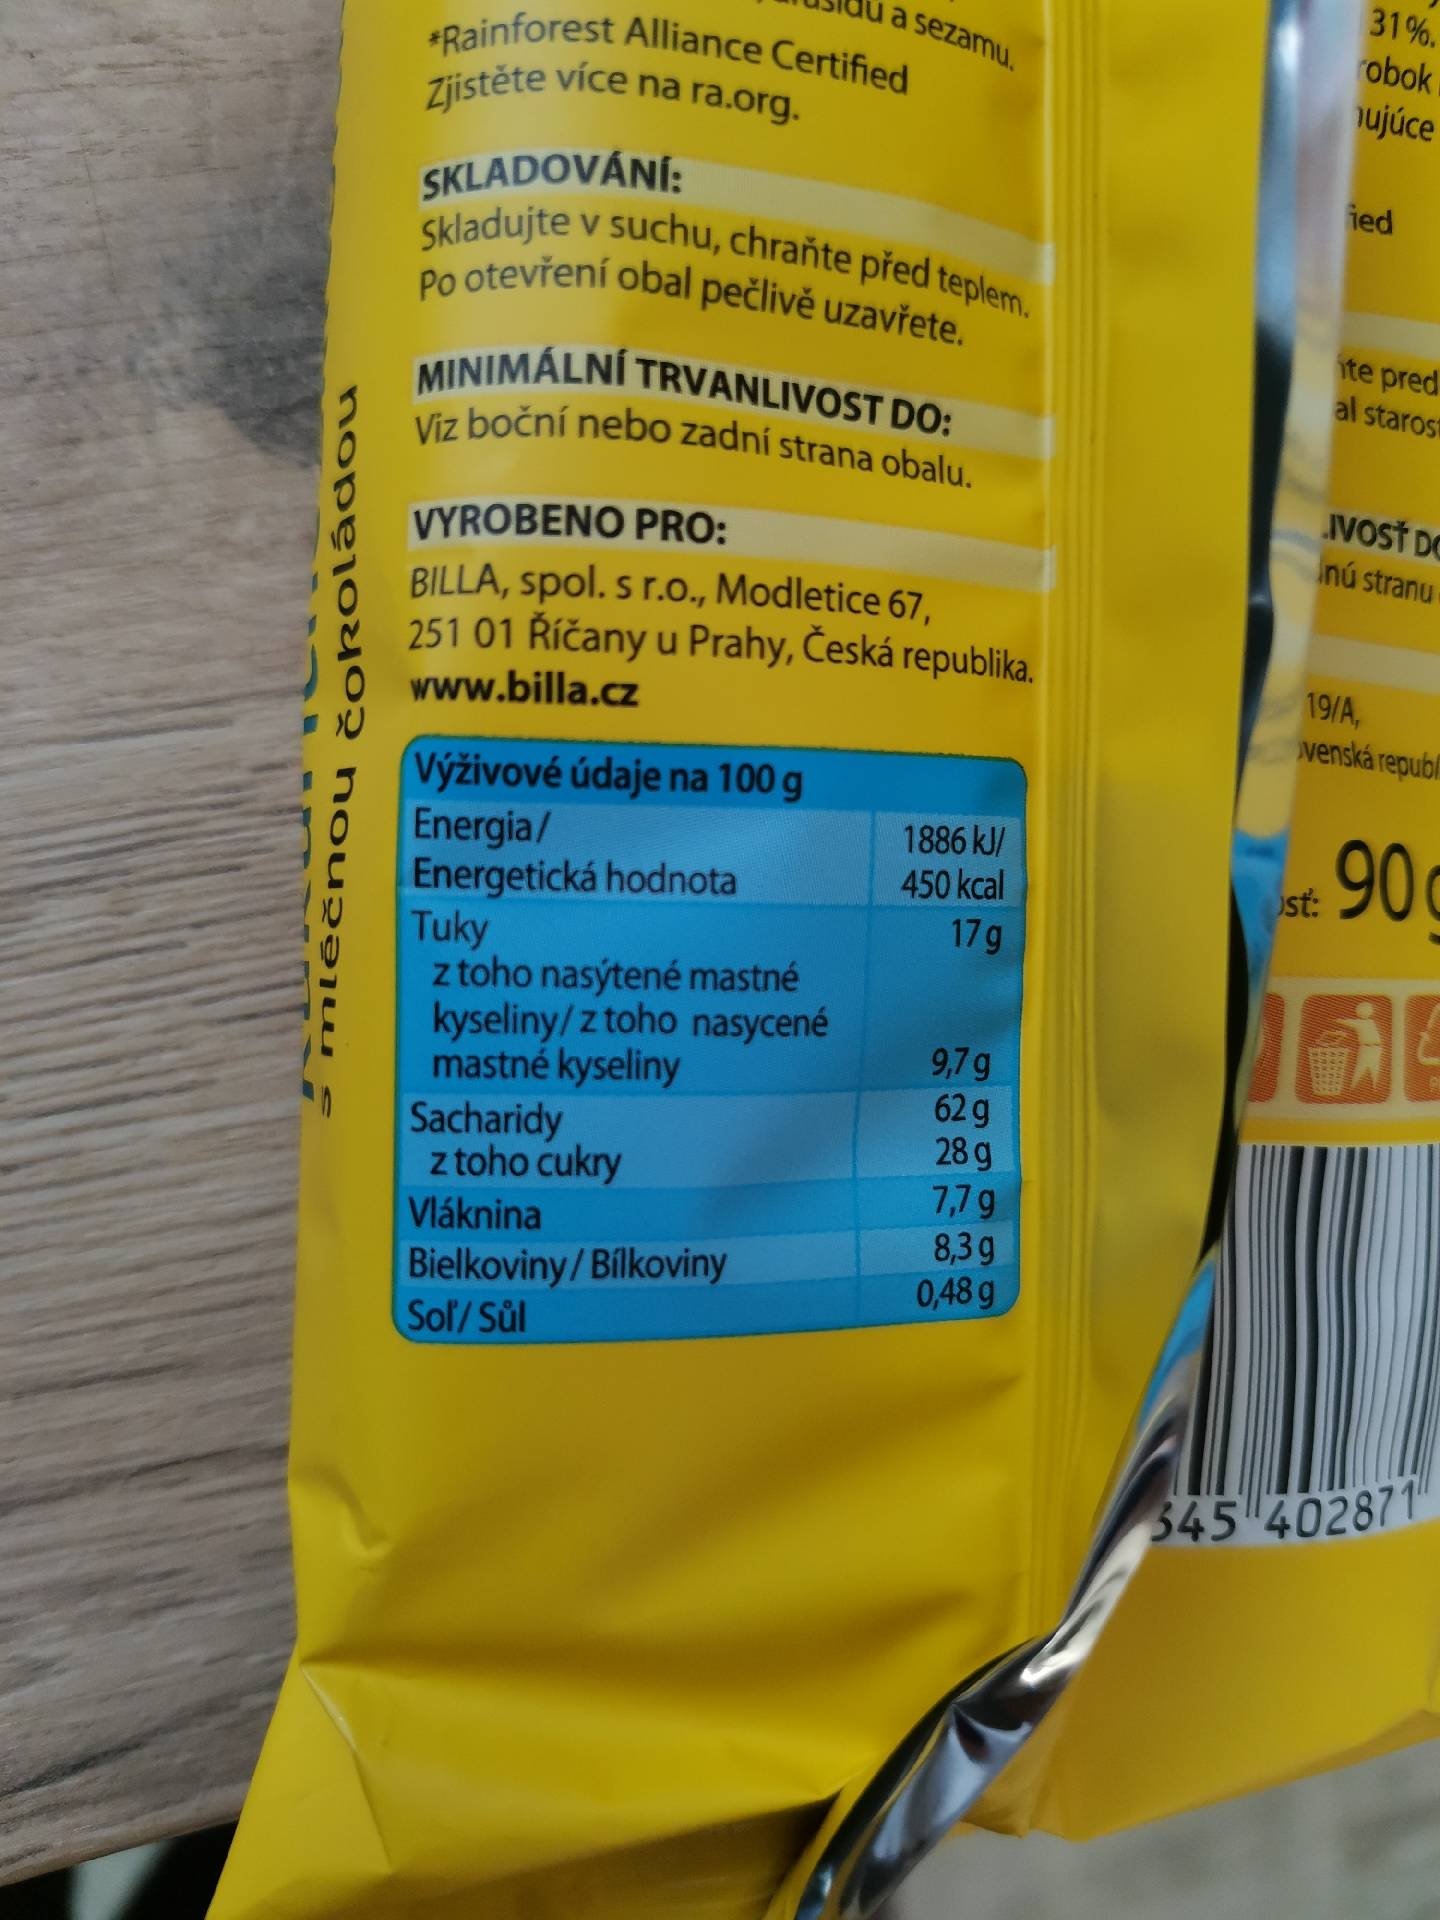 a sezamu.
*Rainforest Alliance Certified
Zjistěte více na ra.org.
SKLADOVÁNÍ:
Skladujte v suchu, chraňte před teplem.
Po otevření obal pečlivě uzavřete.
MINIMÁLNÍ TRVANLIVOST DO:
Viz boční nebo zadní strana obalu.
VYROBENO PRO:
BILLA, spol. s r.o., Modletice 67,
251 01 Říčany u Prahy, Česká republika.
www.billa.cz
Výživové údaje na 100 g
Energia/ 1886 kJ/
Energetická hodnota 450 kcal
Tuky 17 g
z toho nasýtené mastné
kyseliny/ z toho nasycené
mastné kyseliny 9,7 g
Sacharidy 62 g
z toho cukry 28 g
Vláknina 7,7 g
Bielkoviny/ Bílkoviny 8,3 g
Soľ/ Sůl 0,48 g
s mléčnou čokoládou
31%.
pred
19/A,
90 g
345 402871